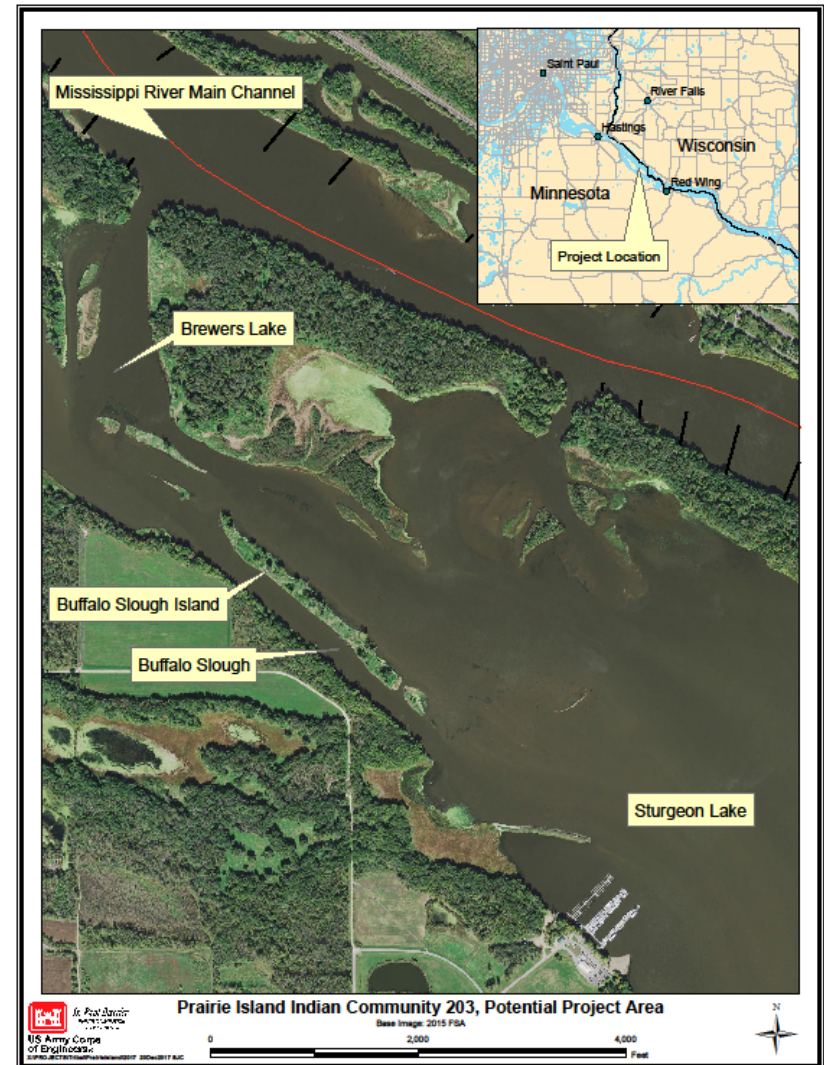 Mississippi River Main Channel
Saint Paul
River Falls
Hastings
Wisconsin
Minnesota
Red Wing
Project Location
Brewers Lake
Buffalo Slough Island
Buffalo Slough
Sturgeon Lake
Prairie Island Indian Community 203, Potential Project Area
Base Image: 2015 FSA
US Army Corps
of Engineers
0 2,000 4,000
Feet
N